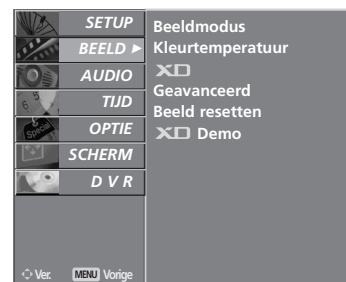 SETUP
BEELD ►
AUDIO
TIJD
OPTIE
SCHERM
D V R
Ver. MENU Vorige
Beeldmodus
Kleurtemperatuur
XD
Geavanceerd
Beeld resetten
XD Demo